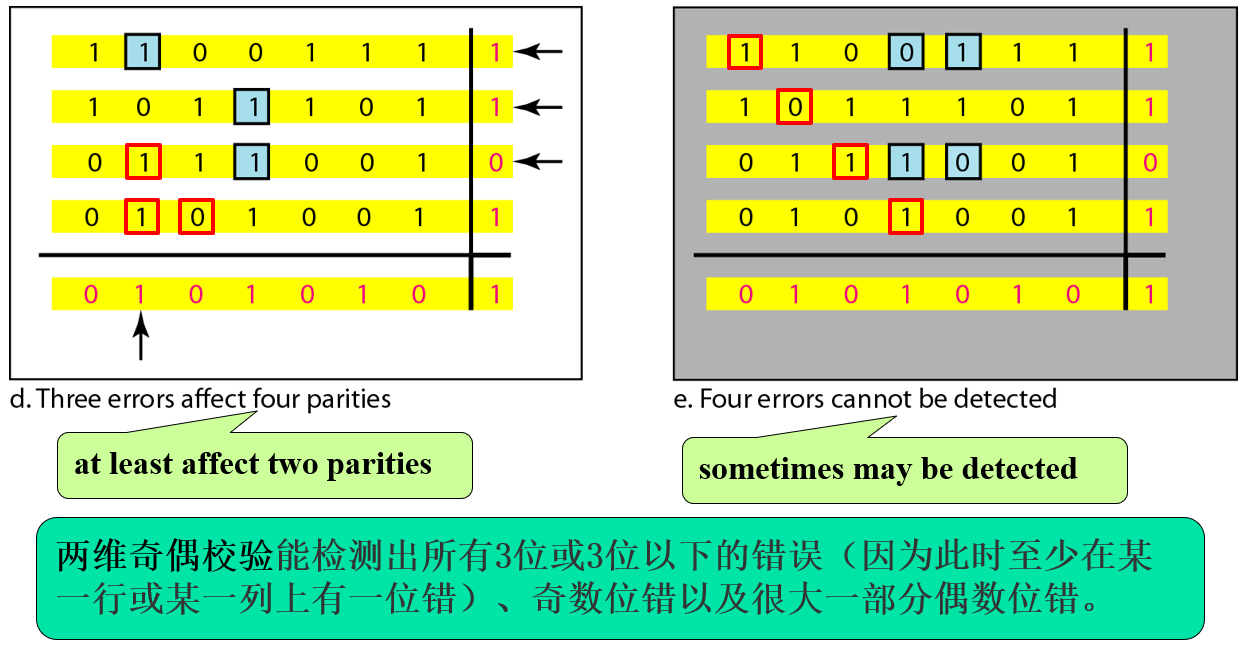 1 1 0 0 1 1 1 1
1 0 1 1 1 0 1 1
0 1 1 1 0 0 1 0
0 1 0 1 0 0 1 1
0 1 0 1 0 1 0 1
d. Three errors affect four parities
at least affect two parities
1 1 0 0 1 1 1 1
1 0 1 1 1 0 1 1
0 1 1 1 0 0 1 0
0 1 0 1 0 0 1 1
0 1 0 1 0 1 0 1
e. Four errors cannot be detected
sometimes may be detected
两维奇偶校验能检测出所有3位或3位以下的错误（因为此时至少在某
一行或某一列上有一位错）、奇数位错以及很大一部分偶数位错。